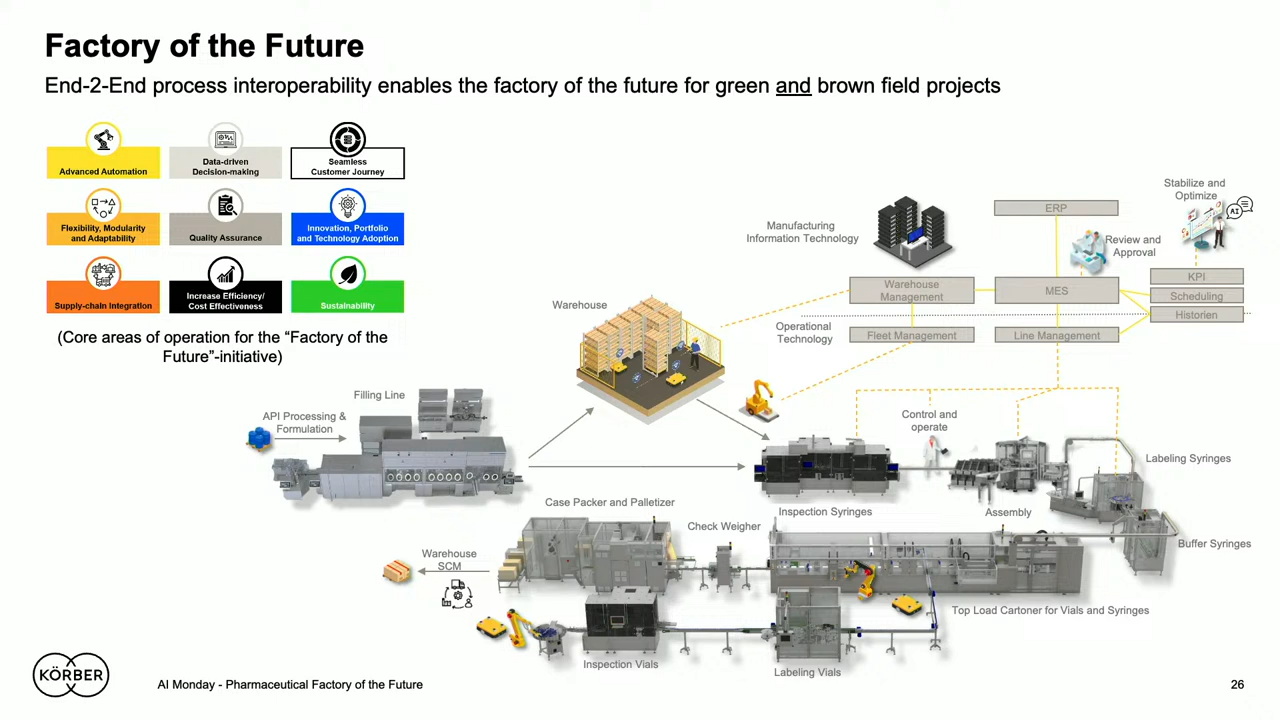 Factory of the Future
End-2-End process interoperability enables the factory of the future for green and brown field projects
Advanced Automation
Data-driven
Decision-making
Seamless
Customer Journey
Flexibility, Modularity
and Adaptability
Quality Assurance
Innovation, Portfolio
and Technology Adoption
Supply-chain Integration
Increase Efficiency/
Cost Effectiveness
Sustainability
(Core areas of operation for the “Factory of the
Future”-initiative)
Manufacturing
Information Technology
ERP
Review and
Approval
Stabilize and
Optimize
AI
Warehouse
Management
MES
KPI
Scheduling
Historien
Operational
Technology
Fleet Management
Line Management
Warehouse
Filling Line
API Processing &
Formulation
Control and
operate
Labeling Syringes
Inspection Syringes
Assembly
Buffer Syringes
Case Packer and Palletizer
Check Weigher
Warehouse
SCM
Top Load Cartoner for Vials and Syringes
Inspection Vials
Labeling Vials
KÖRBER
AI Monday - Pharmaceutical Factory of the Future
26